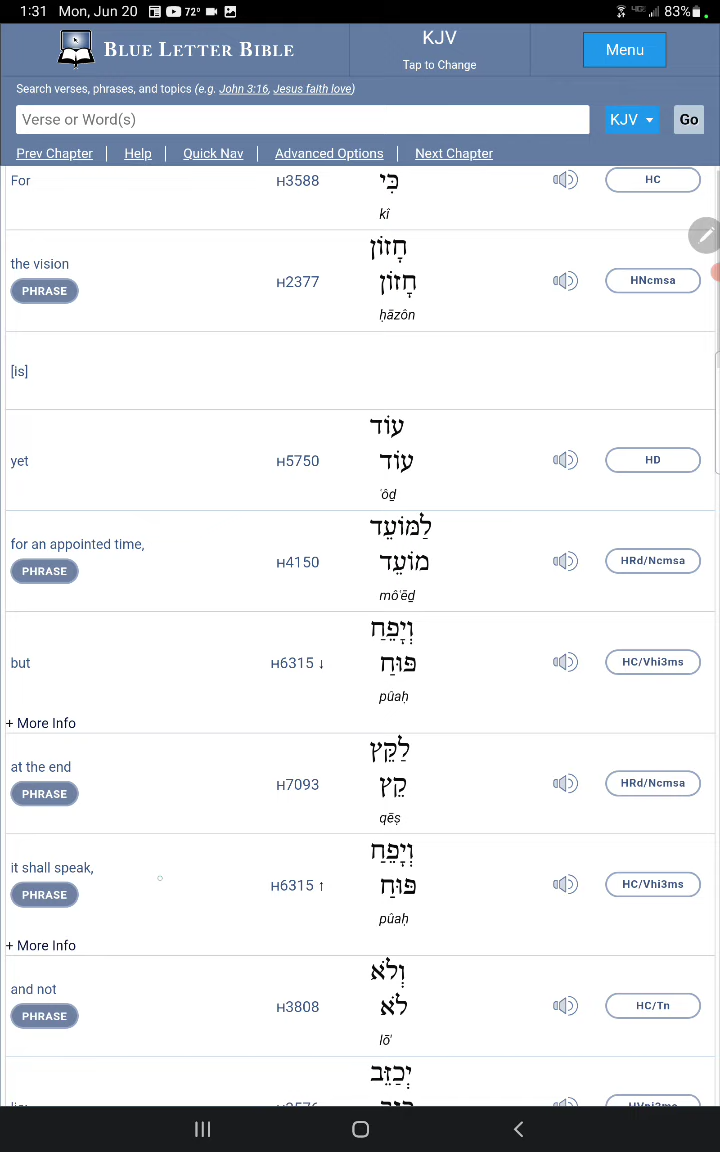 1:31 Mon, Jun 20 72° 83%
BLUE LETTER BIBLE
KJV
Tap to Change
Menu
Search verses, phrases, and topics (e.g. John 3:16, Jesus faith love)
Verse or Word(s)
KJV
Go
Prev Chapter | Help | Quick Nav | Advanced Options | Next Chapter
For H3588 כִּי HC
kî
חָזוֹן
the vision
PHRASE H2377 חָזוֹן HNcmsa
ḥāzôn
[is]
עוֹד
yet H5750 עוֹד HD
ʿôḏ
לַמּוֹעֵד
for an appointed time,
PHRASE H4150 מוֹעֵד HRd/Ncmsa
môʿēḏ
וְיָפֵחַ
but H6315 ↓ פּוּחַ HC/Vhi3ms
pûaḥ
+ More Info
לַקֵּץ
at the end
PHRASE H7093 קֵץ HRd/Ncmsa
qēṣ
וְיָפֵחַ
it shall speak,
PHRASE H6315 ↑ פּוּחַ HC/Vhi3ms
pûaḥ
+ More Info
וְלֹא
and not
PHRASE H3808 לֹא HC/Tn
lō'
יְכַזֵּב